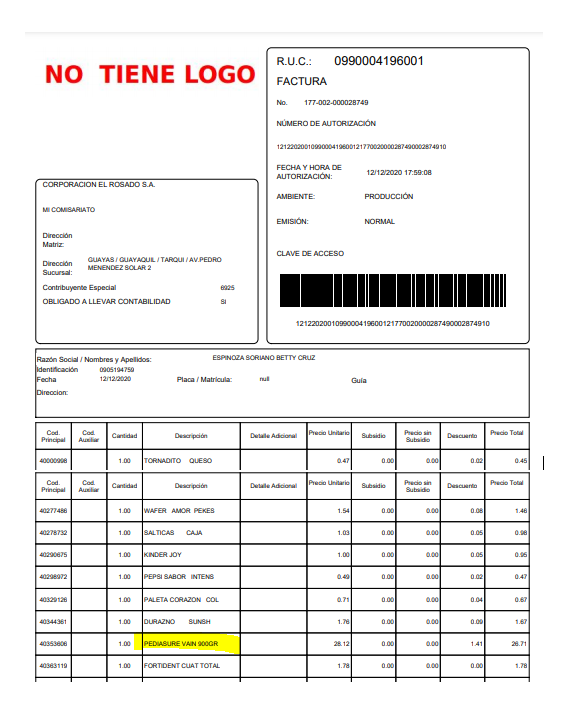 NO TIENE LOGO
R.U.C.: 0990004196001
FACTURA
No. 177-002-000028749
NÚMERO DE AUTORIZACIÓN
1212202001099000419600121770020000287490002874910
FECHA Y HORA DE
AUTORIZACIÓN: 12/12/2020 17:59:08
AMBIENTE: PRODUCCIÓN
EMISIÓN: NORMAL
CLAVE DE ACCESO
1212202001099000419600121770020000287490002874910
CORPORACION EL ROSADO S.A.
MI COMISARIATO
Dirección
Matriz:
Dirección
Sucursal:
GUAYAS / GUAYAQUIL / TARQUI / AV.PEDRO
MENENDEZ SOLAR 2
Contribuyente Especial 6925
OBLIGADO A LLEVAR CONTABILIDAD SI
Razón Social / Nombres y Apellidos: ESPINOZA SORIANO BETTY CRUZ
Identificación 0905194759
Fecha 12/12/2020 Placa / Matrícula: null Guía
Direccion:
Cod. Principal Cod. Auxiliar Cantidad Descripción Detalle Adicional Precio Unitario Subsidio Precio sin Subsidio Descuento Precio Total
40000998 1.00 TORNADITO QUESO 0.47 0.00 0.00 0.02 0.45
Cod. Principal Cod. Auxiliar Cantidad Descripción Detalle Adicional Precio Unitario Subsidio Precio sin Subsidio Descuento Precio Total
40277486 1.00 WAFER AMOR PEKES 1.54 0.00 0.00 0.08 1.46
40278732 1.00 SALTICAS CAJA 1.03 0.00 0.00 0.05 0.98
40290675 1.00 KINDER JOY 1.00 0.00 0.00 0.05 0.95
40298972 1.00 PEPSI SABOR INTENS 0.49 0.00 0.00 0.02 0.47
40329126 1.00 PALETA CORAZON COL 0.71 0.00 0.00 0.04 0.67
40344361 1.00 DURAZNO SUNSH 1.76 0.00 0.00 0.09 1.67
40353606 1.00 PEDIASURE VAIN 900GR 28.12 0.00 0.00 1.41 26.71
40363119 1.00 FORTIDENT CUAT TOTAL 1.78 0.00 0.00 0.00 1.78